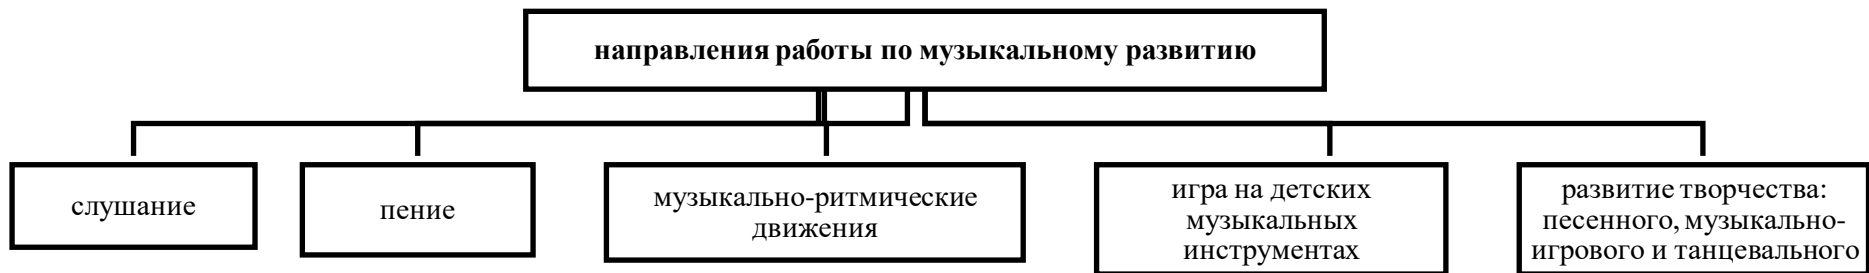 направления работы по музыкальному развитию
слушание
пение
музыкально-ритмические
движения
игра на детских
музыкальных
инструментах
развитие творчества:
песенного, музыкально-
игрового и танцевального